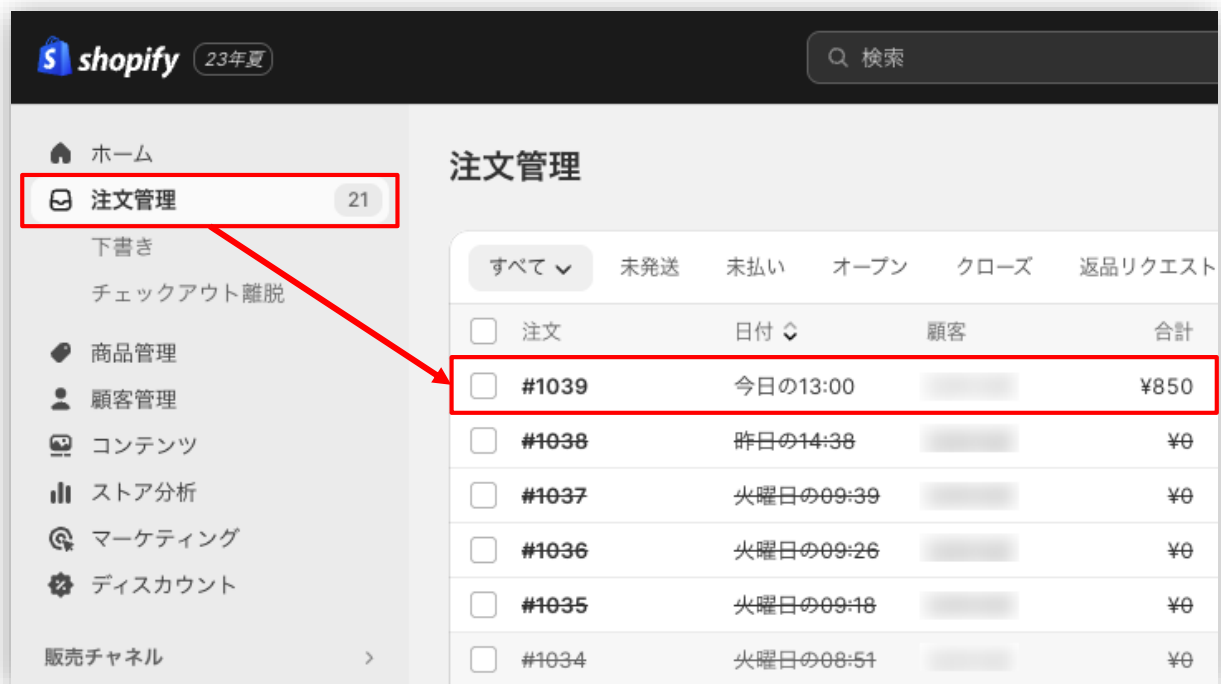 shopify 23年夏
検索
ホーム
注文管理 21
下書き
チェックアウト離脱
商品管理
顧客管理
コンテンツ
ストア分析
マーケティング
ディスカウント
販売チャネル
注文管理
すべて 未発送 未払い オープン クローズ 返品リクエスト
注文 日付 顧客 合計
#1039 今日の13:00 ¥850
#1038 昨日の14:38 ¥0
#1037 火曜日の09:39 ¥0
#1036 火曜日の09:26 ¥0
#1035 火曜日の09:18 ¥0
#1034 火曜日の08:51 ¥0